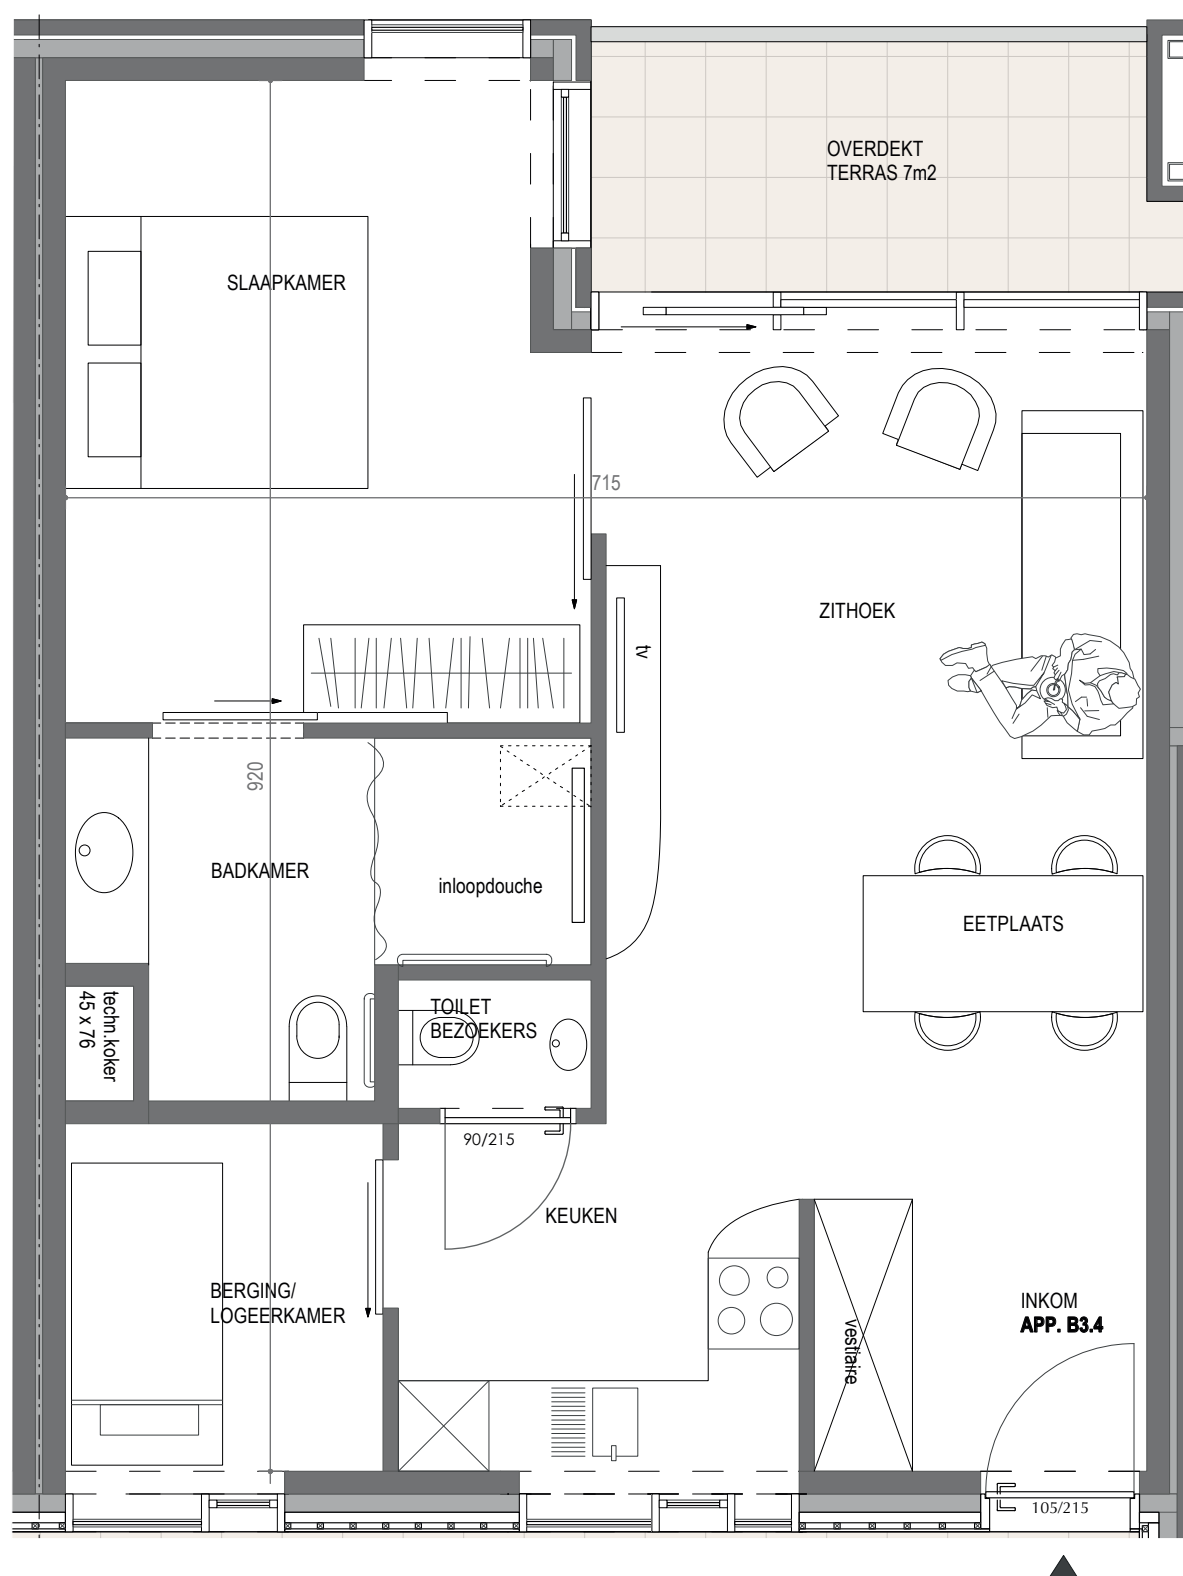 OVERDEKT
TERRAS 7m2
SLAAPKAMER
715
ZITHOEK
tv
920
BADKAMER
inloopdouche
EETPLAATS
techn.koker
45 x 76
TOILET
BEZOEKERS
90/215
KEUKEN
BERGING/
LOGEERKAMER
vestiaire
INKOM
APP. B3.4
105/215